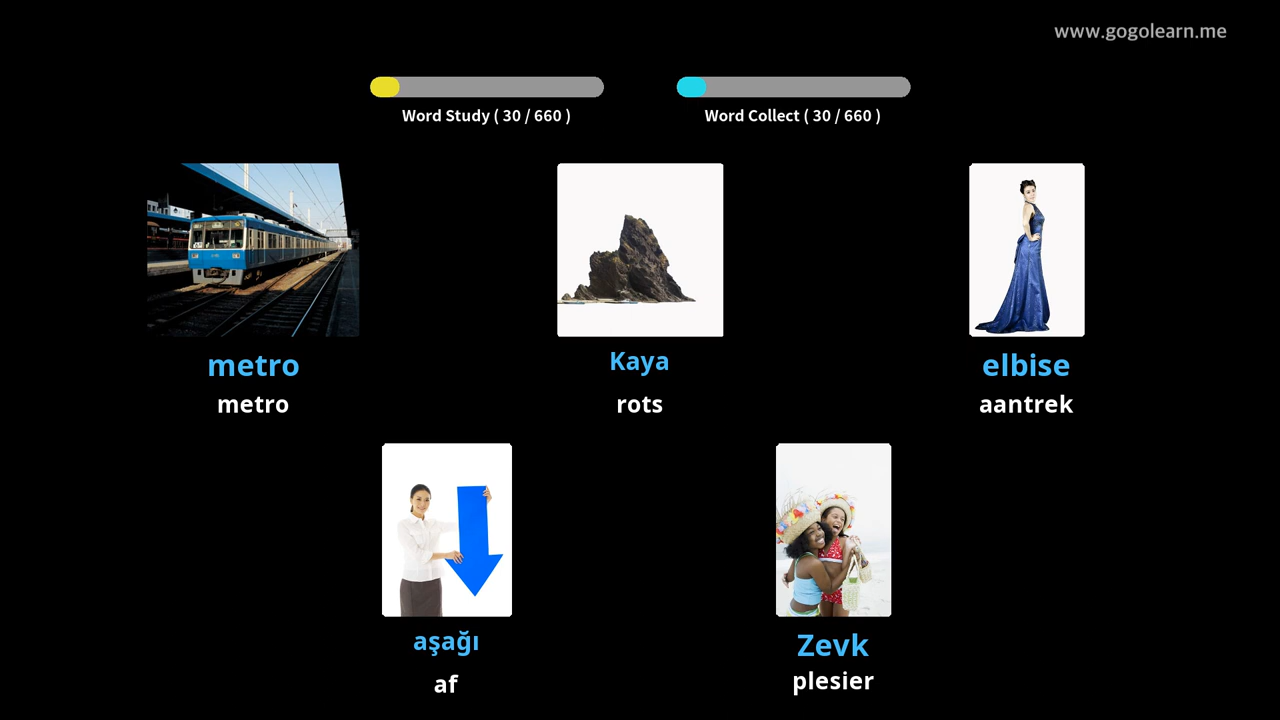 www.gogolearn.me
Word Study ( 30 / 660 )
Word Collect ( 30 / 660 )
metro
metro
Kaya
rots
elbise
aantrek
aşağı
af
Zevk
plesier